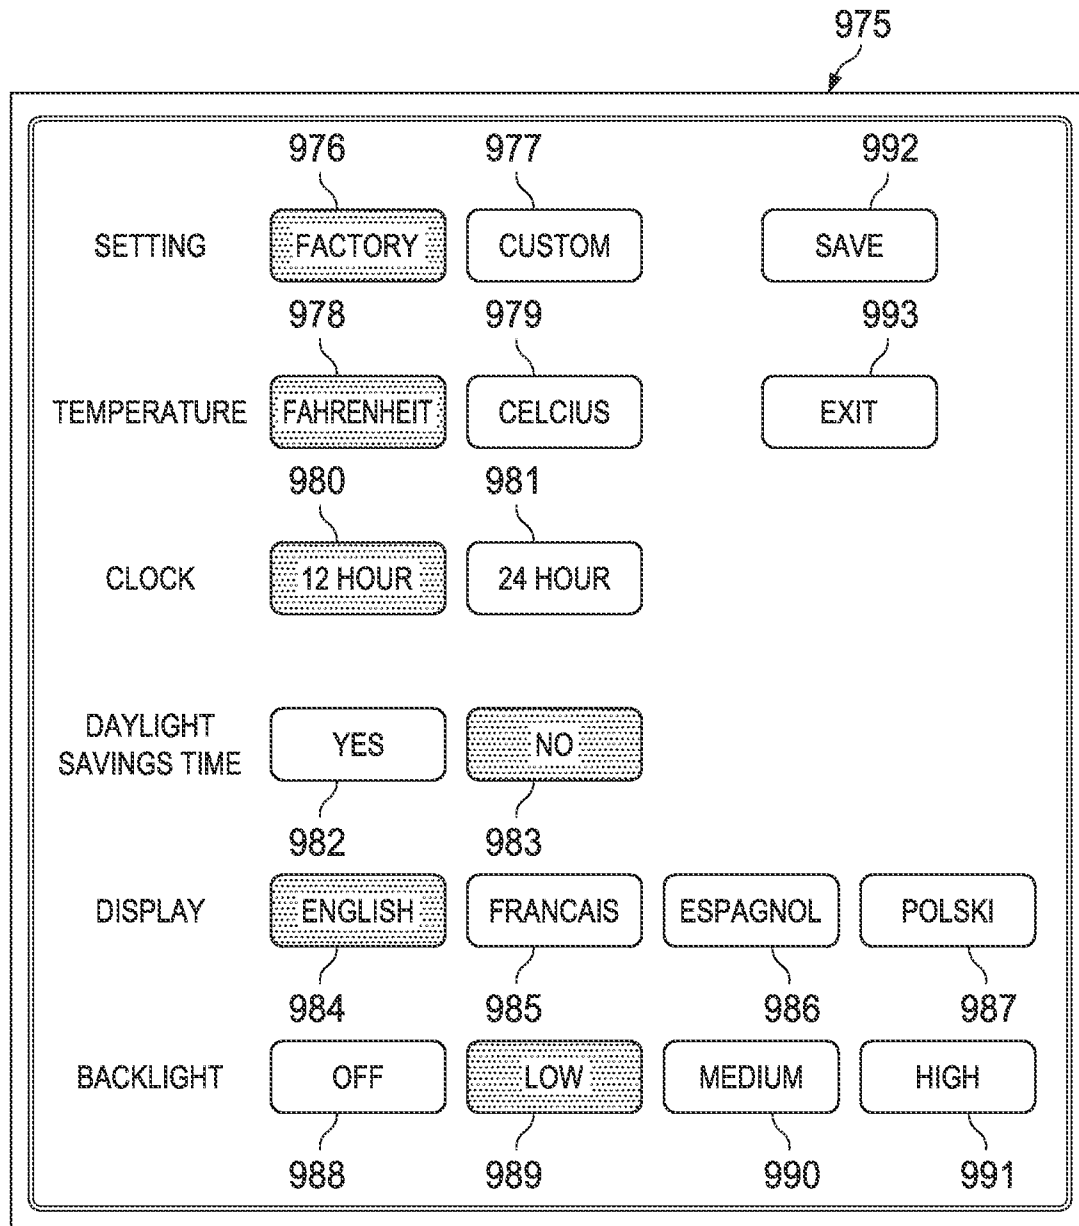 975
976 977 992
SETTING FACTORY CUSTOM SAVE
978 979 993
TEMPERATURE FAHRENHEIT CELCIUS EXIT
980 981
CLOCK 12 HOUR 24 HOUR
DAYLIGHT
SAVINGS TIME YES NO
982 983
DISPLAY ENGLISH FRANCAIS ESPAGNOL POLSKI
984 985 986 987
BACKLIGHT OFF LOW MEDIUM HIGH
988 989 990 991